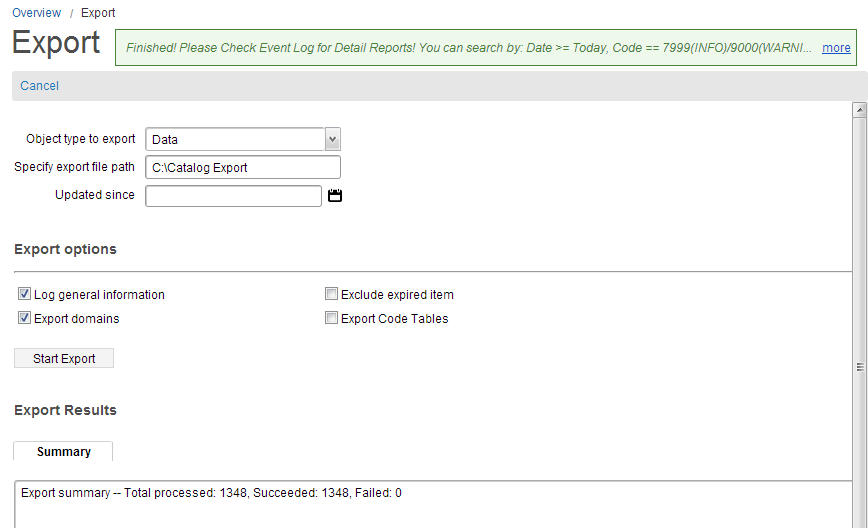 Overview / Export
Export
Finished! Please Check Event Log for Detail Reports! You can search by: Date >= Today, Code == 7999(INFO)/9000(WARNI... more
Cancel
Object type to export Data
Specify export file path C:\Catalog Export
Updated since
Export options
Log general information Exclude expired item
Export domains Export Code Tables
Start Export
Export Results
Summary
Export summary -- Total processed: 1348, Succeeded: 1348, Failed: 0